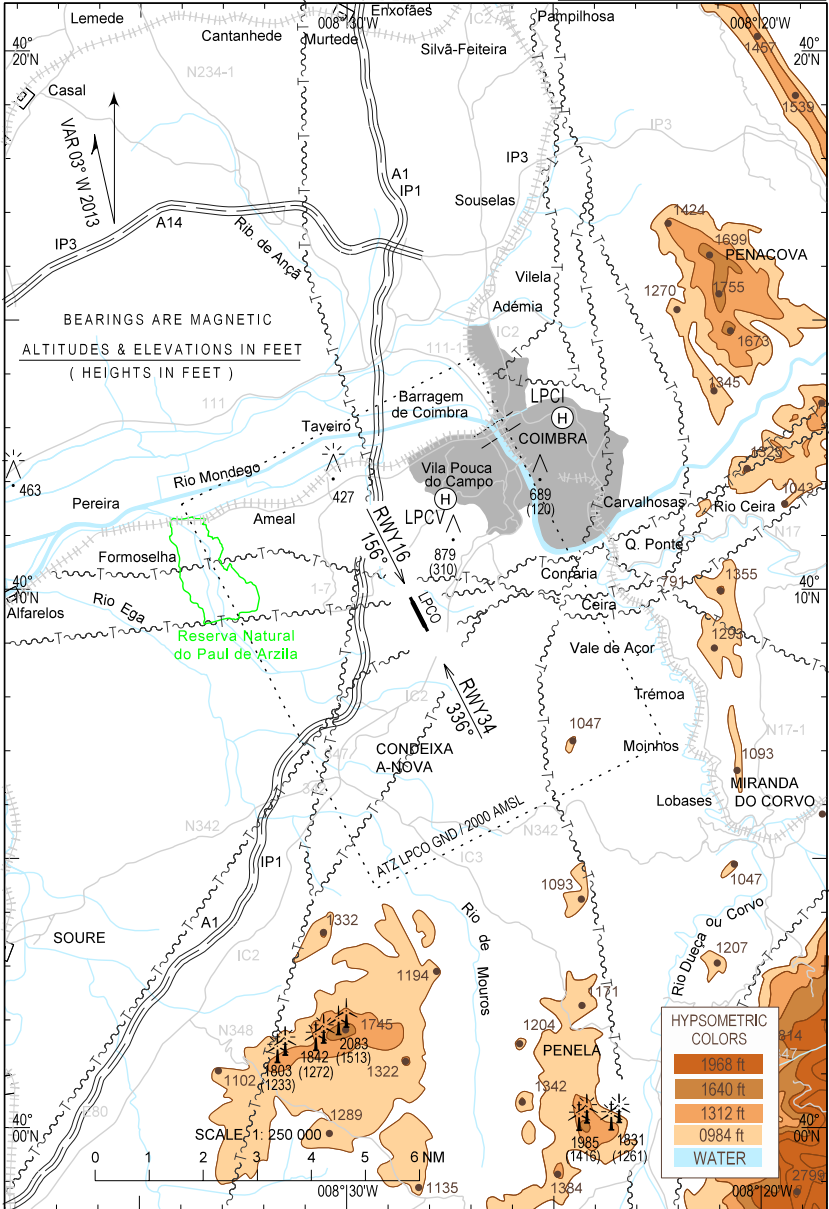 008°30'W
Enxofães
IC2
Pampilhosa
008°20'W
Lemede
Cantanhede
Murtede
Silvã-Feiteira
1457
40°
20'N
40°
20'N
N234-1
Casal
1539
VAR 03° W 2013
IP3
IP3
A1
IP1
Souselas
A14
IP3
Rib. de Ançã
1424
1699
PENACOVA
Vilela
1755
1270
Adémia
BEARINGS ARE MAGNETIC
IC2
1673
ALTITUDES & ELEVATIONS IN FEET
111-1
( HEIGHTS IN FEET )
1345
111
Barragem
de Coimbra
LPCI
H
Taveiro
COIMBRA
1325
Rio Mondego
Vila Pouca
do Campo
463
427
689
(120)
1043
Pereira
H
Carvalhosas
Rio Ceira
LPCV
Ameal
RWY16
156°
N17
879
(310)
Q. Ponte
Formoselha
Conraria
791
1355
40°
10'N
40°
10'N
1-7
Alfarelos
Rio Ega
LPCO
Ceira
Reserva Natural
do Paul de Arzila
1293
Vale de Açor
RWY34
336°
IC2
Trémoa
1047
N17-1
CONDEIXA
A-NOVA
Moinhos
1093
MIRANDA
DO CORVO
Lobases
ATZ LPCO GND / 2000 AMSL
N342
N342
IC3
IP1
1093
1047
A1
Rio de Mouros
Rio Dueça ou Corvo
1332
SOURE
IC2
1207
1194
1171
N348
1745
1204
2083
(1513)
1842
(1272)
1803
(1233)
PENELA
1322
1102
1342
1289
E80
SCALE 1: 250 000
1985
(1416)
1831
(1261)
40°
00'N
40°
00'N
0 1 2 3 4 5 6 NM
1384
1135
008°30'W
008°20'W
HYPSOMETRIC
COLORS
1968 ft
1640 ft
1312 ft
0984 ft
WATER
814
47
2799